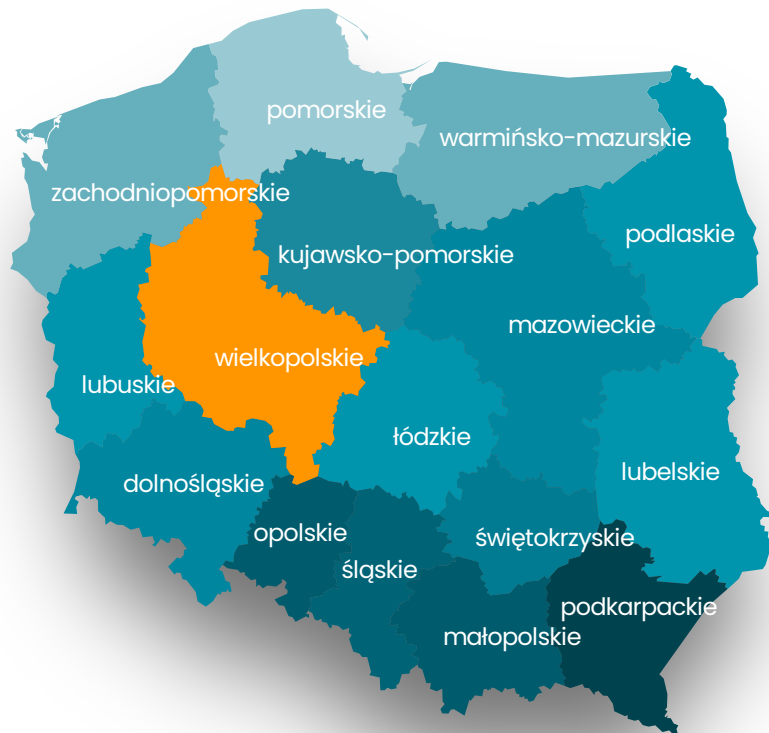 pomorskie
warmińsko-mazurskie
zachodniopomorskie
podlaskie
kujawsko-pomorskie
mazowieckie
wielkopolskie
lubuskie
łódzkie
lubelskie
dolnośląskie
opolskie
świętokrzyskie
śląskie
podkarpackie
małopolskie